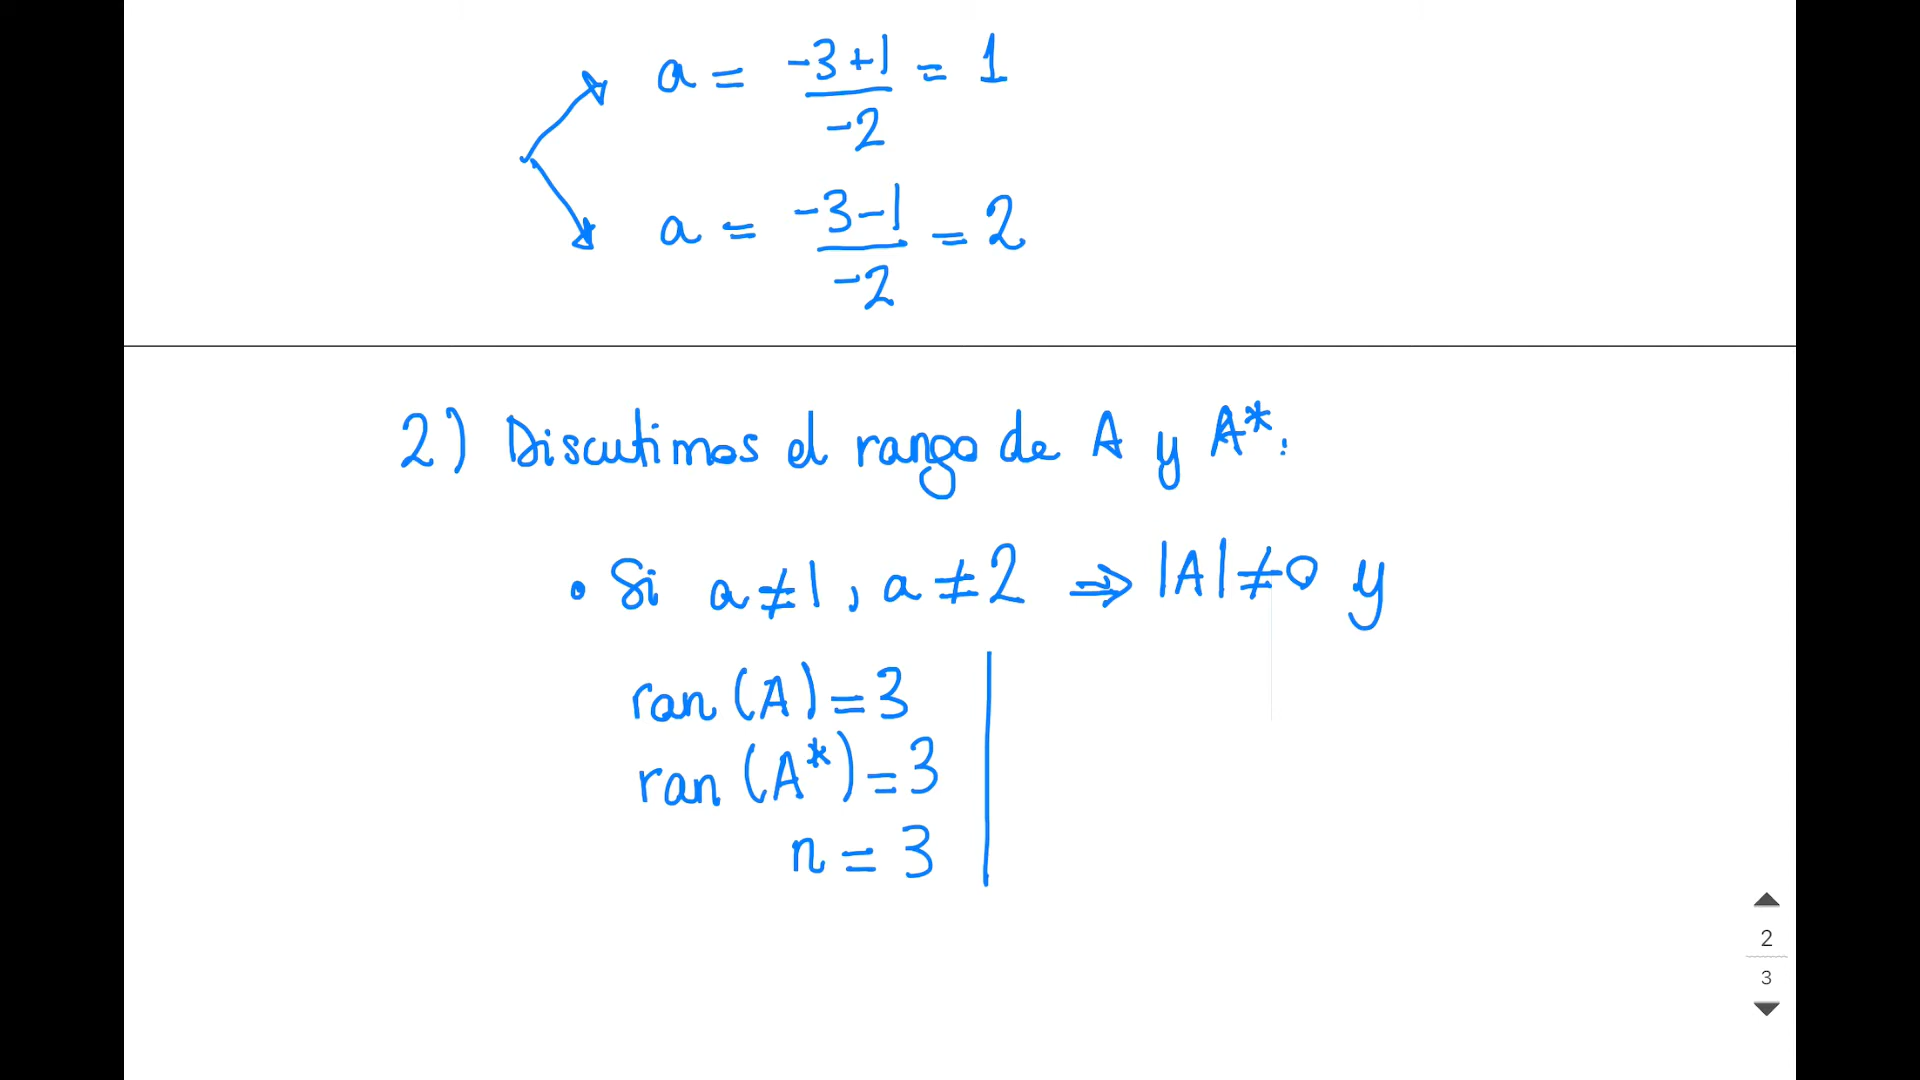 a = (-3+1)/(-2) = 1
a = (-3-1)/(-2) = 2
2) Discutimos el rango de A y A*:
• Si a≠1, a≠2 ⇒ |A|≠0 y
ran (A) = 3
ran (A*) = 3
n = 3
2
3